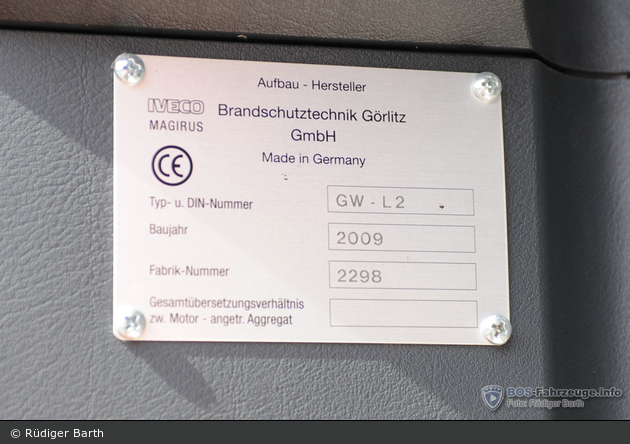 Aufbau - Hersteller
IVECO
MAGIRUS
Brandschutztechnik Görlitz
GmbH
Made in Germany
CE
Typ- u. DIN-Nummer GW - L 2
Baujahr 2009
Fabrik-Nummer 2298
Gesamtübersetzungsverhältnis
zw. Motor - angetr. Aggregat
BOS-Fahrzeuge.Info
Foto: Rüdiger Barth
© Rüdiger Barth